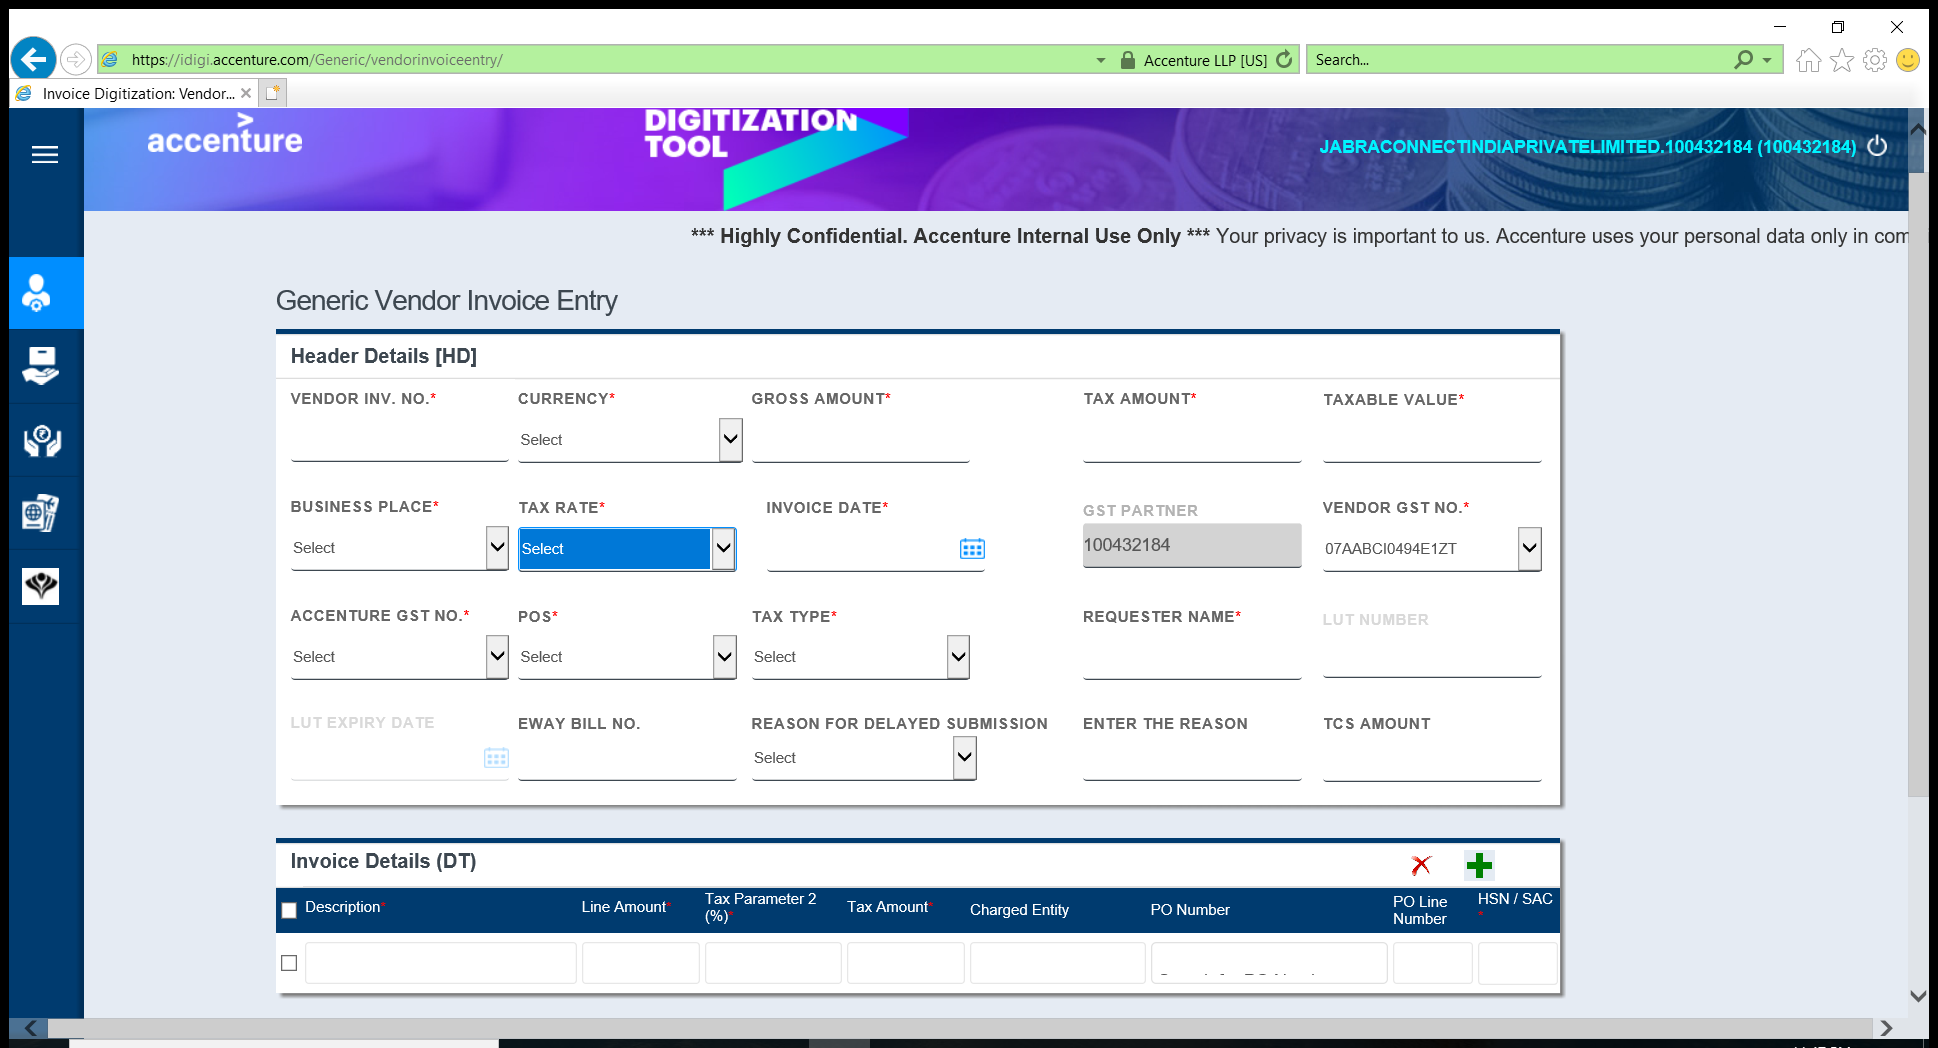 https://idigi.accenture.com/Generic/vendorinvoiceentry/
Accenture LLP [US]
Search...
Invoice Digitization: Vendor...
accenture
DIGITIZATION
TOOL
JABRACONNECTINDIAPRIVATELIMITED.100432184 (100432184)
*** Highly Confidential. Accenture Internal Use Only *** Your privacy is important to us. Accenture uses your personal data only in com
Generic Vendor Invoice Entry
Header Details [HD]
VENDOR INV. NO.* CURRENCY* GROSS AMOUNT* TAX AMOUNT* TAXABLE VALUE*
Select
BUSINESS PLACE* TAX RATE* INVOICE DATE* GST PARTNER VENDOR GST NO.*
Select Select 100432184 07AABCI0494E1ZT
ACCENTURE GST NO.* POS* TAX TYPE* REQUESTER NAME* LUT NUMBER
Select Select Select
LUT EXPIRY DATE EWAY BILL NO. REASON FOR DELAYED SUBMISSION ENTER THE REASON TCS AMOUNT
Select
Invoice Details (DT)
Description* Line Amount* Tax Parameter 2 (%)* Tax Amount* Charged Entity PO Number PO Line Number HSN / SAC *